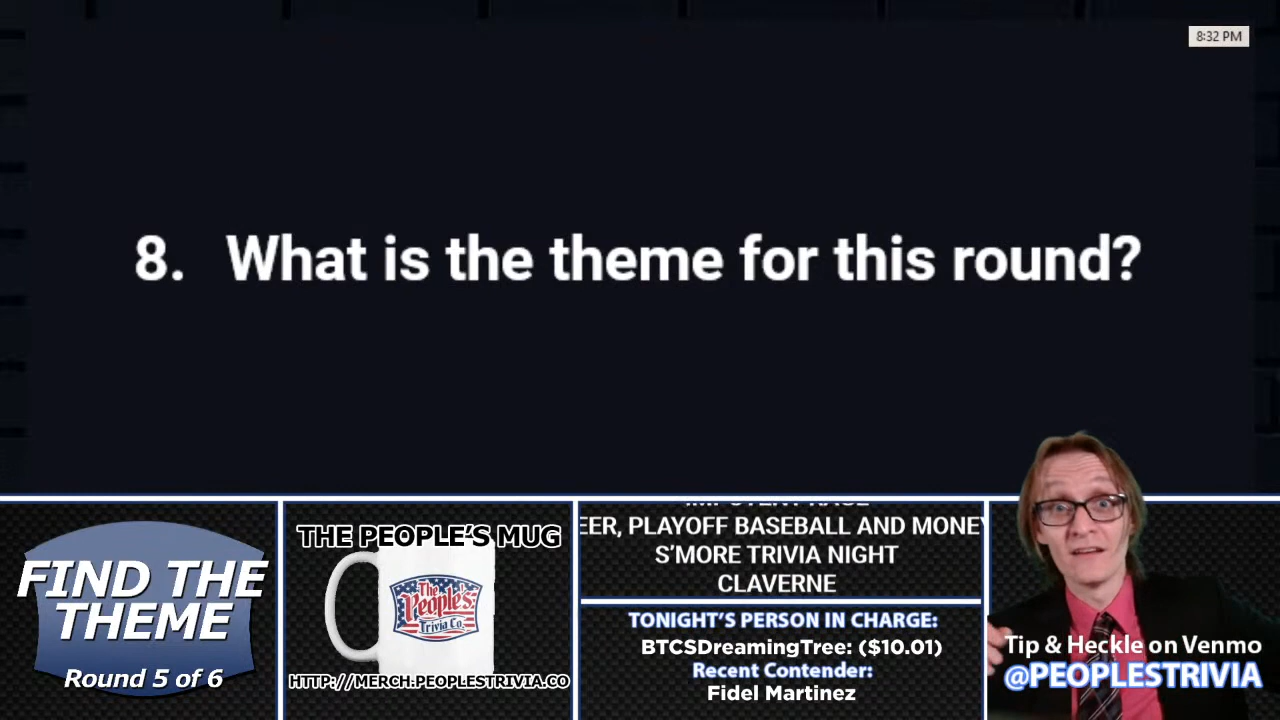 8:32 PM
8. What is the theme for this round?
FIND THE
THEME
Round 5 of 6
THE PEOPLE'S MUG
The
People's
Trivia Co.
HTTP://MERCH.PEOPLESTRIVIA.CO
EER, PLAYOFF BASEBALL AND MONEY
S'MORE TRIVIA NIGHT
CLAVERNE
TONIGHT'S PERSON IN CHARGE:
BTCSDreamingTree: ($10.01)
Recent Contender:
Fidel Martinez
Tip & Heckle on Venmo
@PEOPLESTRIVIA